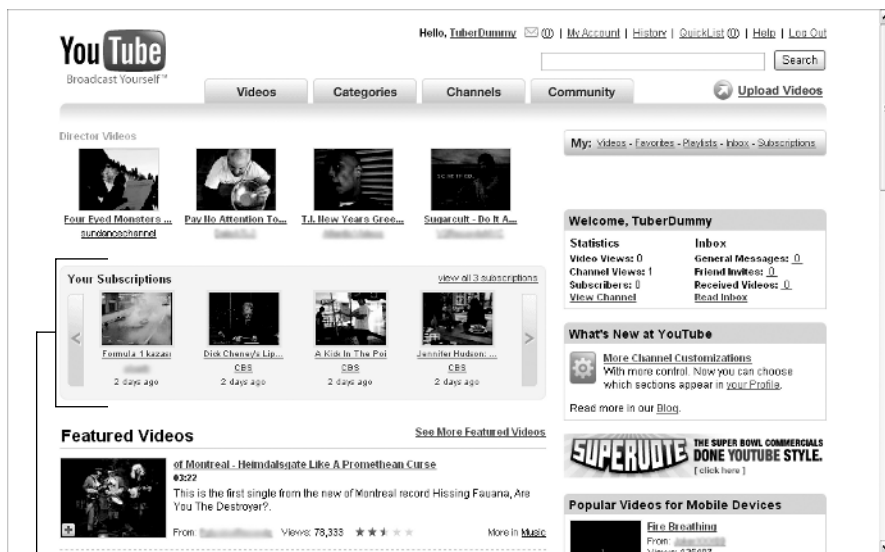 Hello, TuberDummy (0) | My Account | History | QuickList (0) | Help | Log Out
YouTube
Broadcast Yourself™
Search
Videos Categories Channels Community Upload Videos
Director Videos
Four Eyed Monsters ... Pay No Attention To... T.I. New Years Gree... Sugarcult - Do It A...
sundancechannel
My: Videos - Favorites - Playlists - Inbox - Subscriptions
Welcome, TuberDummy
Statistics
Video Views: 0
Channel Views: 1
Subscribers: 0
View Channel
Inbox
General Messages: 0
Friend Invites: 0
Received Videos: 0
Read Inbox
Your Subscriptions view all 3 subscriptions
< >
Formula 1 kazasi Dick Cheney's Lip... A Kick In The Poi Jennifer Hudson: ...
CBS CBS CBS
2 days ago 2 days ago 2 days ago 2 days ago
What's New at YouTube
More Channel Customizations
With more control. Now you can choose
which sections appear in your Profile.
Read more in our Blog.
Featured Videos See More Featured Videos
of Montreal - Heimdalsgate Like A Promethean Curse
03:22
This is the first single from the new of Montreal record Hissing Fauna, Are
You The Destroyer?.
From: Views: 78,333 More in Music
SUPERVOTE THE SUPER BOWL COMMERCIALS
DONE YOUTUBE STYLE.
[ click here ]
Popular Videos for Mobile Devices
Fire Breathing
From: